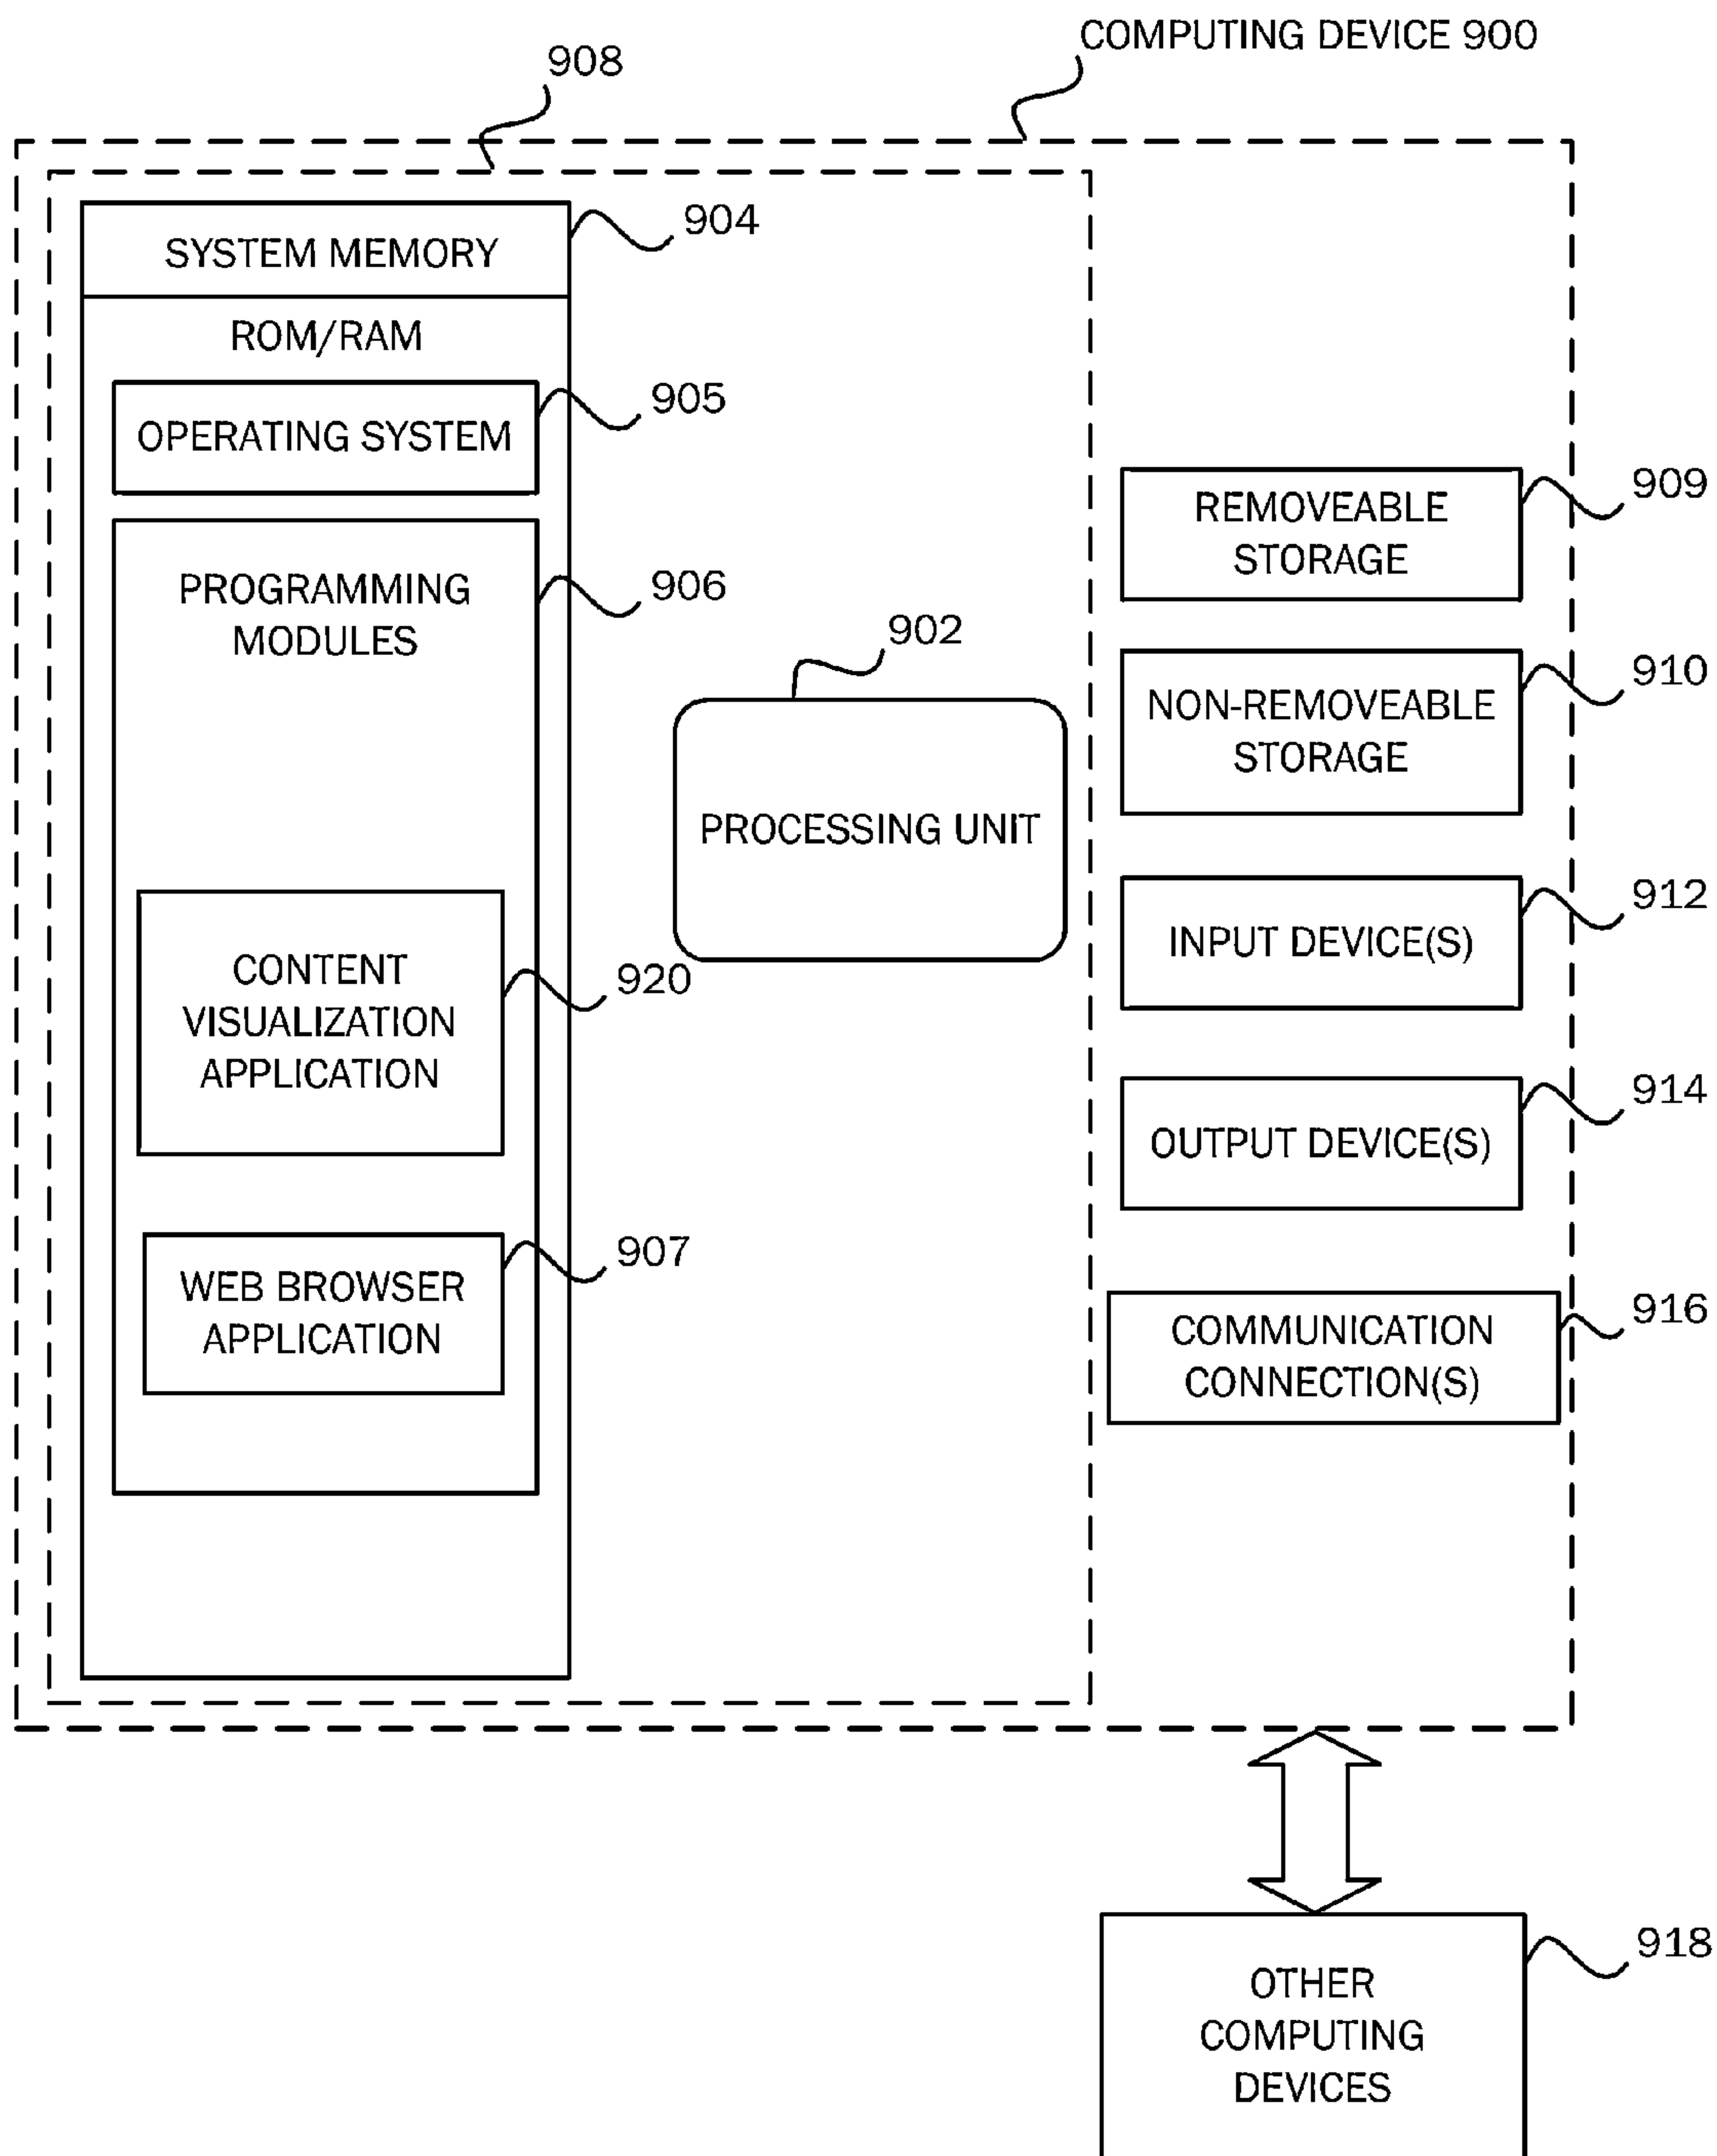 COMPUTING DEVICE 900
908
SYSTEM MEMORY
904
ROM/RAM
OPERATING SYSTEM
905
PROGRAMMING
MODULES
906
CONTENT
VISUALIZATION
APPLICATION
920
WEB BROWSER
APPLICATION
907
902
PROCESSING UNIT
REMOVEABLE
STORAGE
909
NON-REMOVEABLE
STORAGE
910
INPUT DEVICE(S)
912
OUTPUT DEVICE(S)
914
COMMUNICATION
CONNECTION(S)
916
OTHER
COMPUTING
DEVICES
918